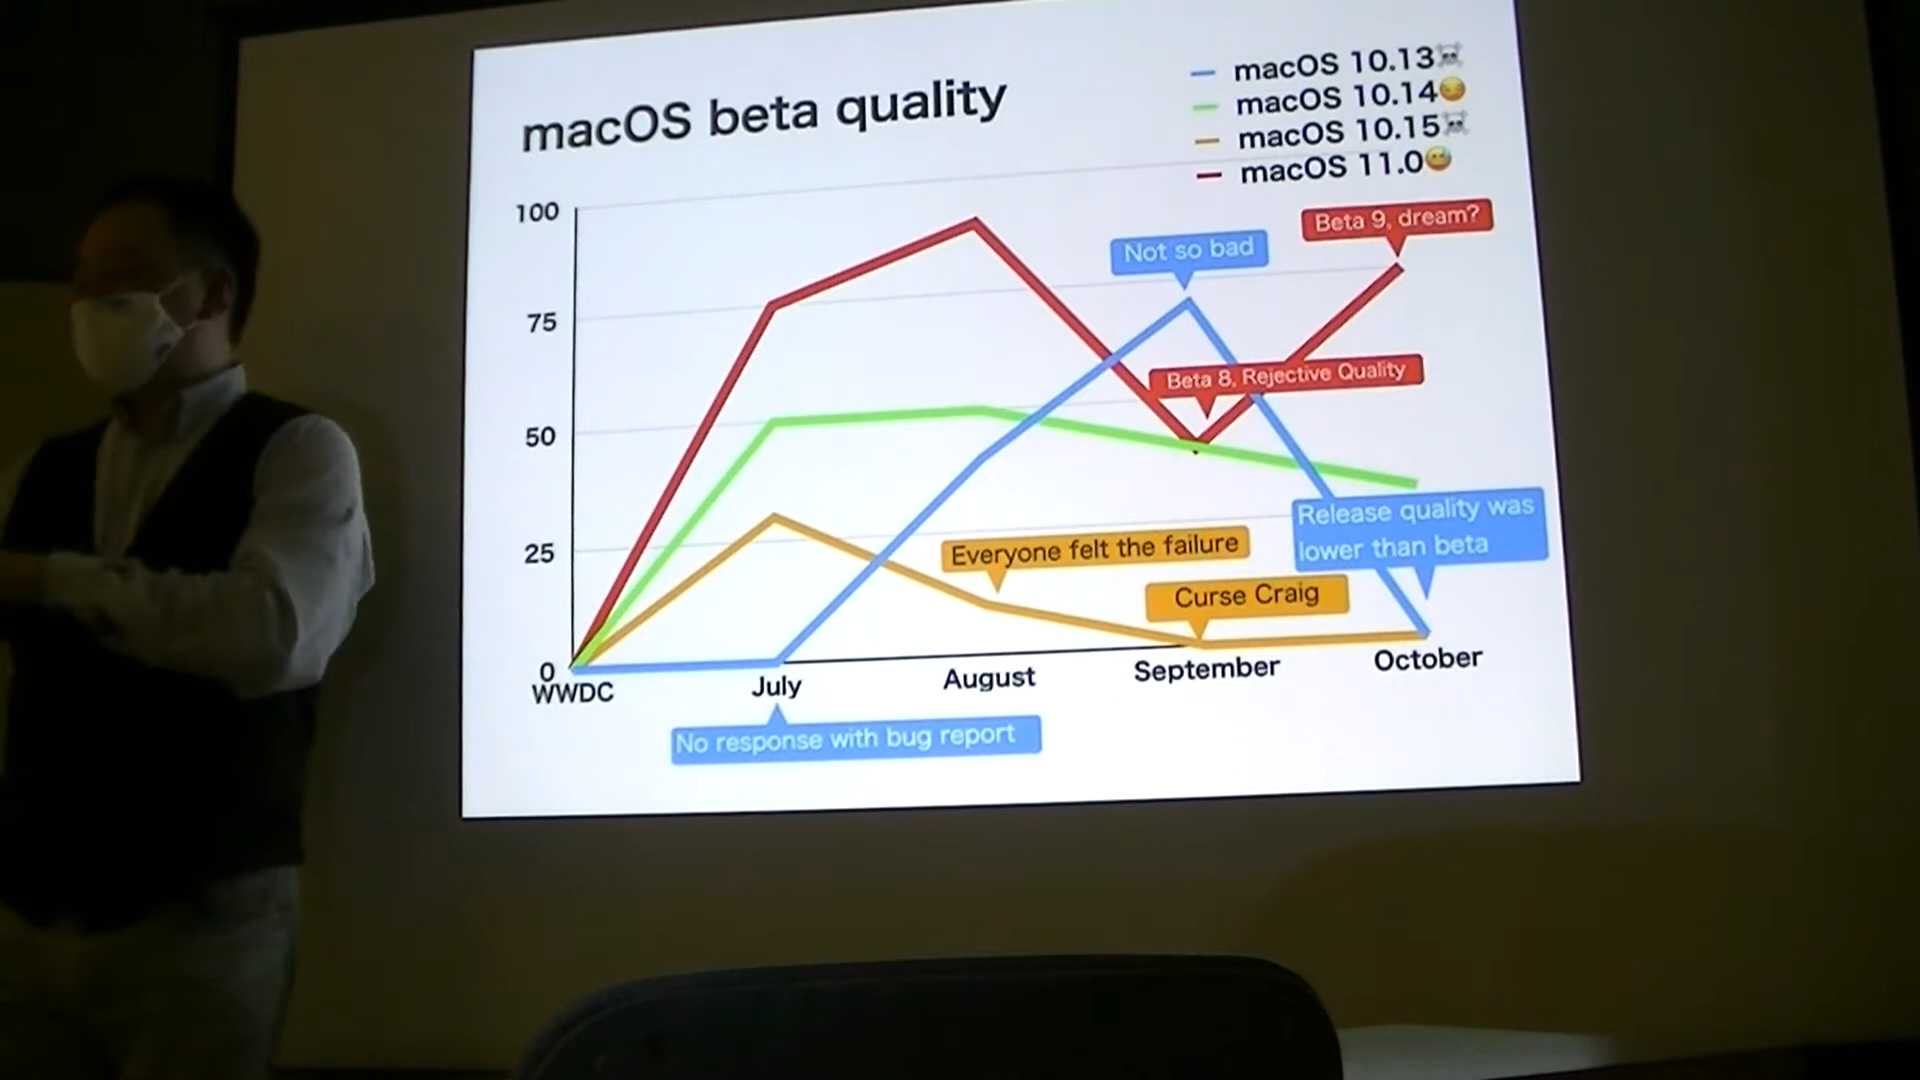 macOS beta quality
macOS 10.13☠️
macOS 10.14😆
macOS 10.15☠️
macOS 11.0😅
100
75
50
25
0
Beta 9, dream?
Not so bad
Beta 8, Rejective Quality
Release quality was
lower than beta
Everyone felt the failure
Curse Craig
WWDC
July
August
September
October
No response with bug report